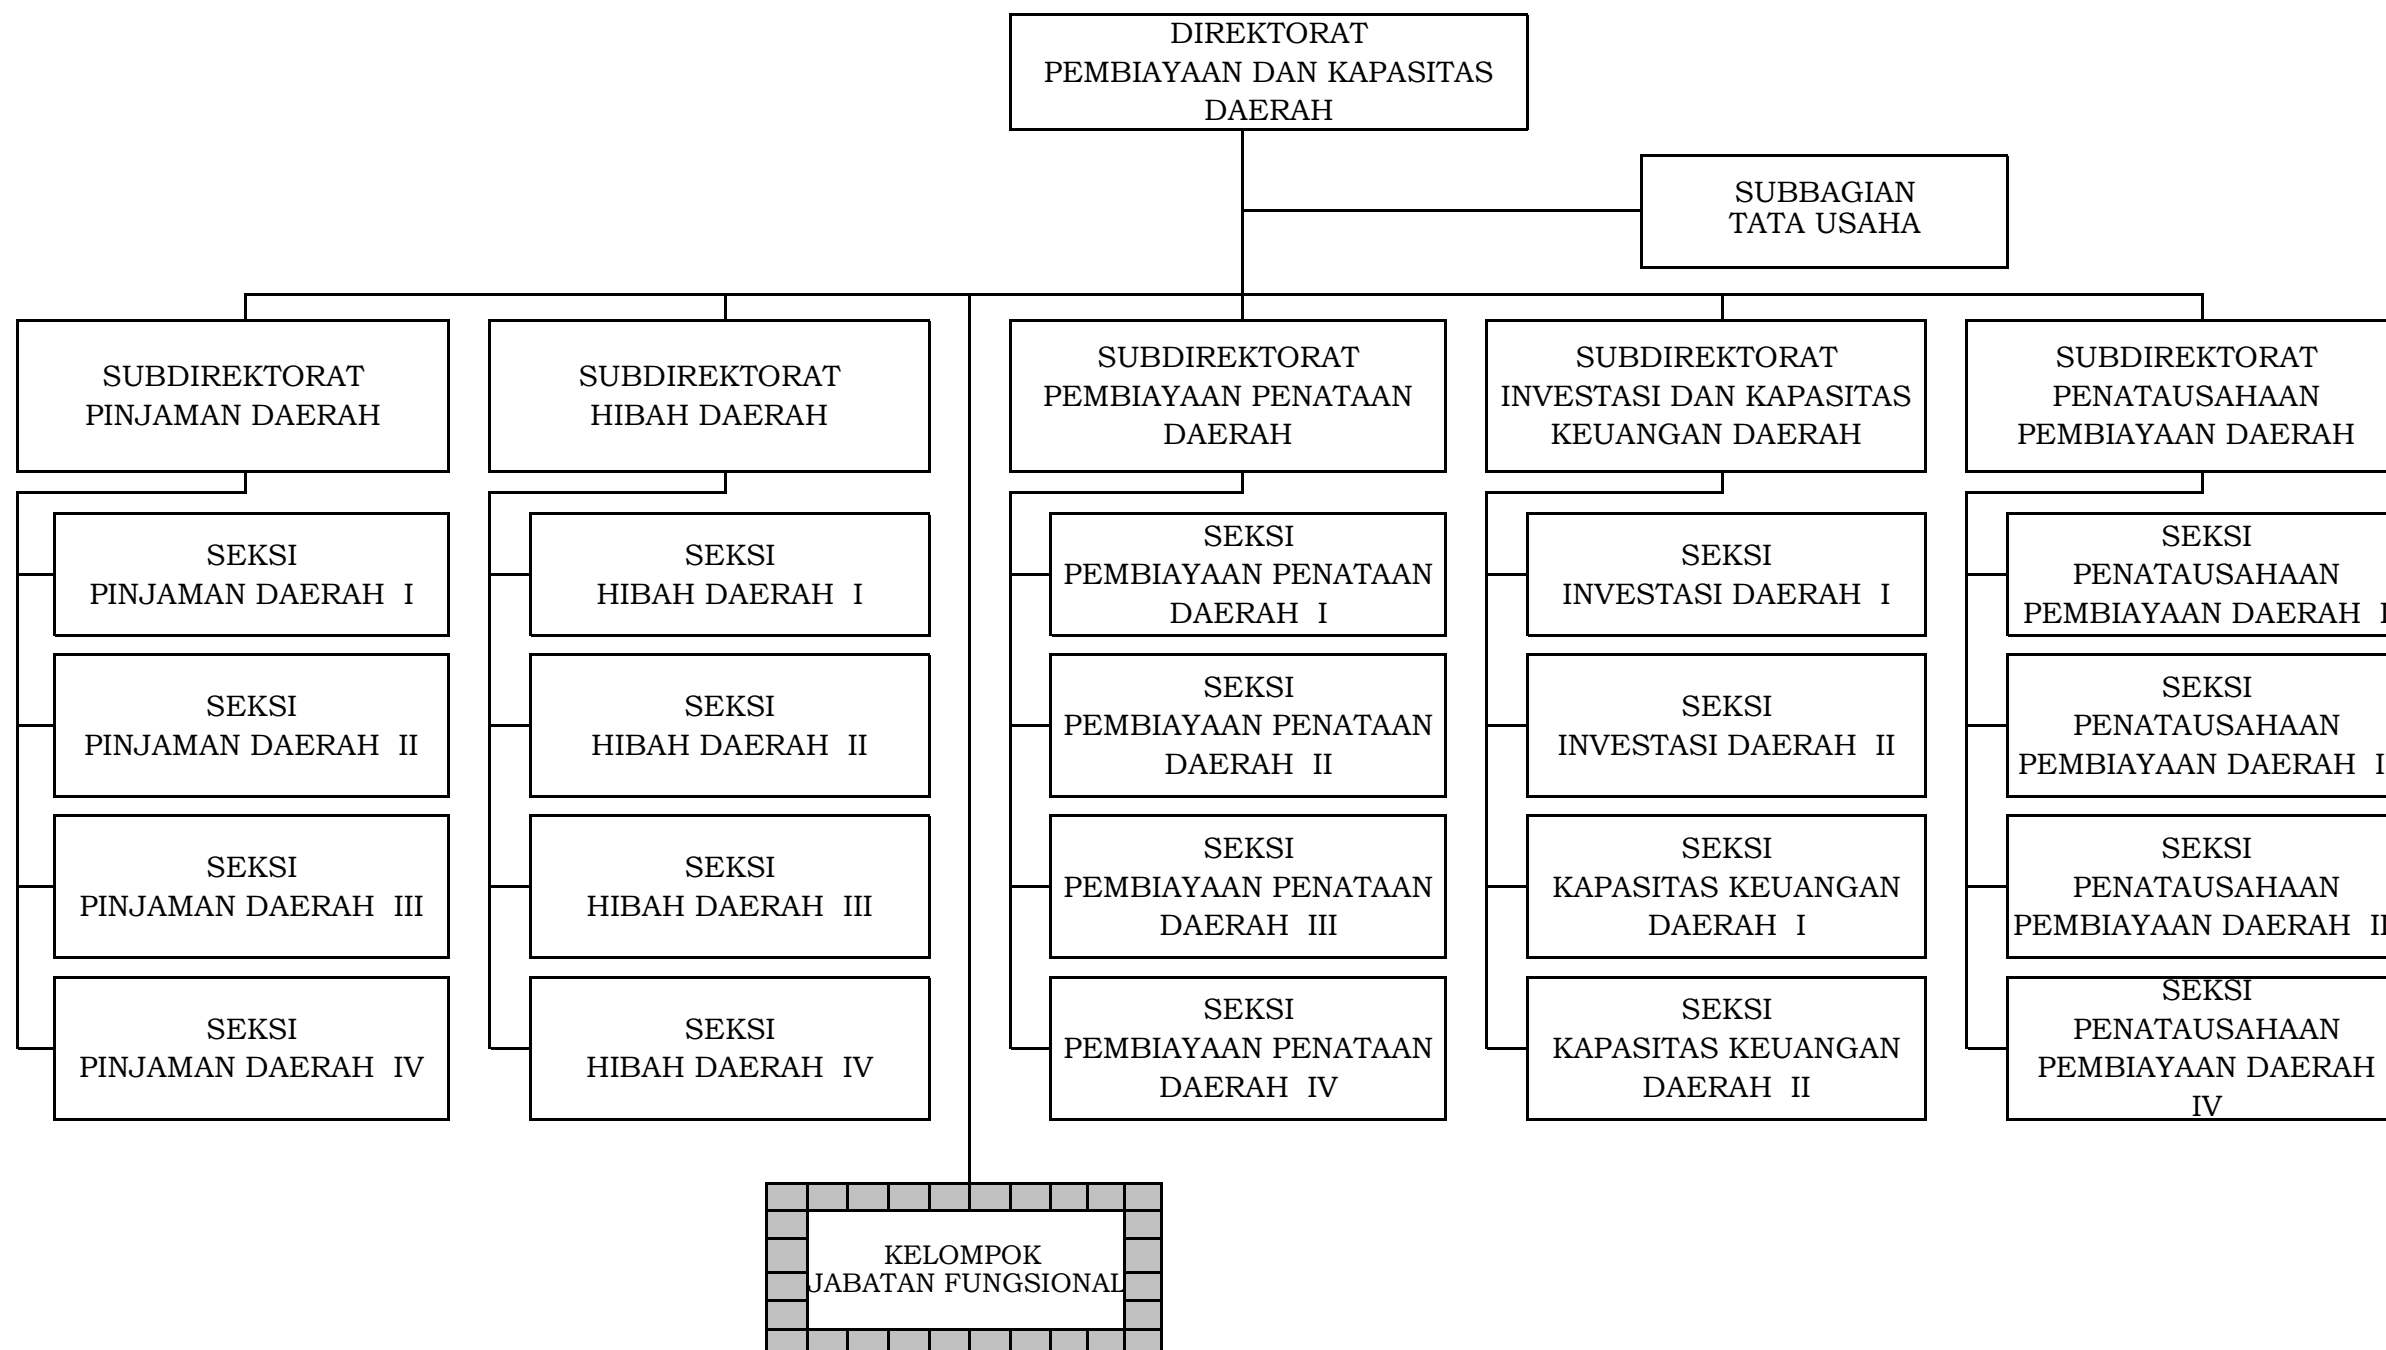 DIREKTORAT
PEMBIAYAAN DAN KAPASITAS
DAERAH
SUBBAGIAN
TATA USAHA
SUBDIREKTORAT
PINJAMAN DAERAH
SUBDIREKTORAT
HIBAH DAERAH
SUBDIREKTORAT
PEMBIAYAAN PENATAAN
DAERAH
SUBDIREKTORAT
INVESTASI DAN KAPASITAS
KEUANGAN DAERAH
SUBDIREKTORAT
PENATAUSAHAAN
PEMBIAYAAN DAERAH
SEKSI
PINJAMAN DAERAH I
SEKSI
PINJAMAN DAERAH II
SEKSI
PINJAMAN DAERAH III
SEKSI
PINJAMAN DAERAH IV
SEKSI
HIBAH DAERAH I
SEKSI
HIBAH DAERAH II
SEKSI
HIBAH DAERAH III
SEKSI
HIBAH DAERAH IV
SEKSI
PEMBIAYAAN PENATAAN
DAERAH I
SEKSI
PEMBIAYAAN PENATAAN
DAERAH II
SEKSI
PEMBIAYAAN PENATAAN
DAERAH III
SEKSI
PEMBIAYAAN PENATAAN
DAERAH IV
SEKSI
INVESTASI DAERAH I
SEKSI
INVESTASI DAERAH II
SEKSI
KAPASITAS KEUANGAN
DAERAH I
SEKSI
KAPASITAS KEUANGAN
DAERAH II
SEKSI
PENATAUSAHAAN
PEMBIAYAAN DAERAH
SEKSI
PENATAUSAHAAN
PEMBIAYAAN DAERAH
SEKSI
PENATAUSAHAAN
PEMBIAYAAN DAERAH
SEKSI
PENATAUSAHAAN
PEMBIAYAAN DAERAH
IV
KELOMPOK
JABATAN FUNGSIONAL